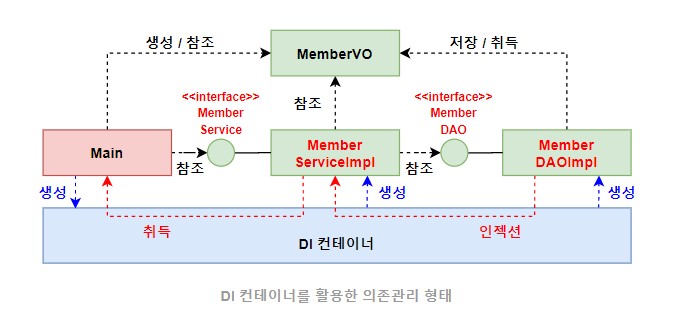 생성 / 참조
저장 / 취득
MemberVO
<<interface>>
Member
Service
참조
<<interface>>
Member
DAO
Main
참조
Member
ServiceImpl
참조
Member
DAOImpl
생성
생성
생성
취득
인젝션
DI 컨테이너
DI 컨테이너를 활용한 의존관리 형태